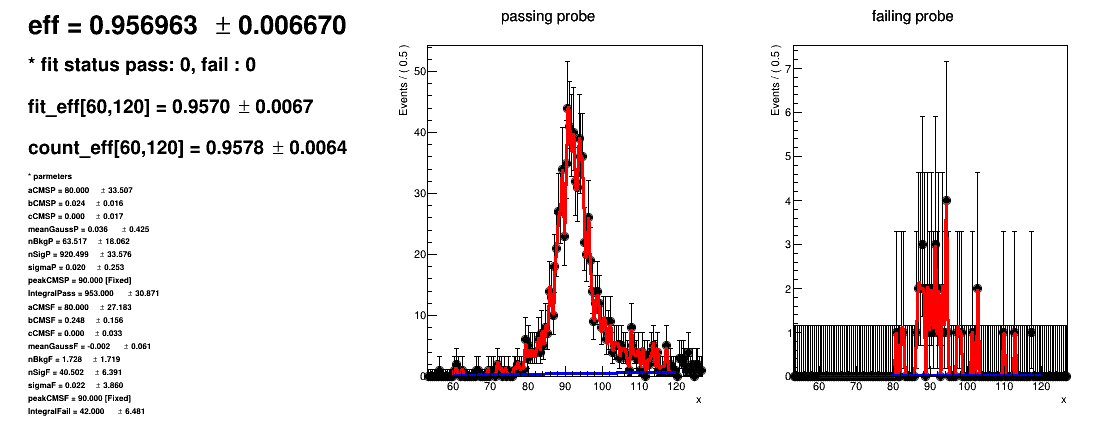 eff = 0.956963 ± 0.006670
* fit status pass: 0, fail : 0
fit_eff[60,120] = 0.9570 ± 0.0067
count_eff[60,120] = 0.9578 ± 0.0064
* parmeters
aCMSP = 80.000 ± 33.507
bCMSP = 0.024 ± 0.016
cCMSP = 0.000 ± 0.017
meanGaussP = 0.036 ± 0.425
nBkgP = 63.517 ± 18.062
nSigP = 920.499 ± 33.576
sigmaP = 0.020 ± 0.253
peakCMSP = 90.000 [Fixed]
IntegralPass = 953.000 ± 30.871
aCMSF = 80.000 ± 27.183
bCMSF = 0.248 ± 0.156
cCMSF = 0.000 ± 0.033
meanGaussF = -0.002 ± 0.061
nBkgF = 1.728 ± 1.719
nSigF = 40.502 ± 6.391
sigmaF = 0.022 ± 3.860
peakCMSF = 90.000 [Fixed]
IntegralFail = 42.000 ± 6.481
passing probe
Events / ( 0.5 )
50
40
30
20
10
0
60 70 80 90 100 110 120
x
failing probe
Events / ( 0.5 )
7
6
5
4
3
2
1
0
60 70 80 90 100 110 120
x